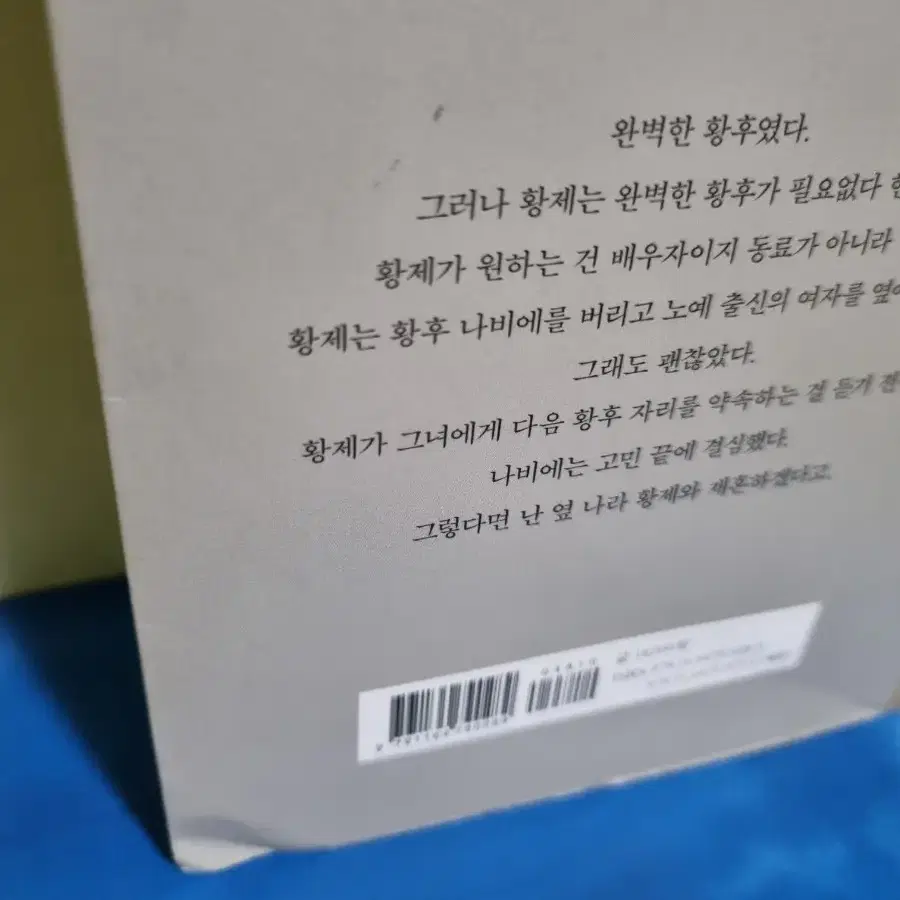 완벽한 황후였다.
그러나 황제는 완벽한 황후가 필요없다
황제가 원하는 건 배우자이지 동료가 아니라
황제는 황후 나비에를 버리고 노예 출신의 여자를
그래도 괜찮았다.
황제가 그녀에게 다음 황후 자리를 약속하는 걸 듣기
나비에는 고민 끝에 결심했다.
그렇다면 난 옆 나라 황제와 재혼하겠다고.
04810